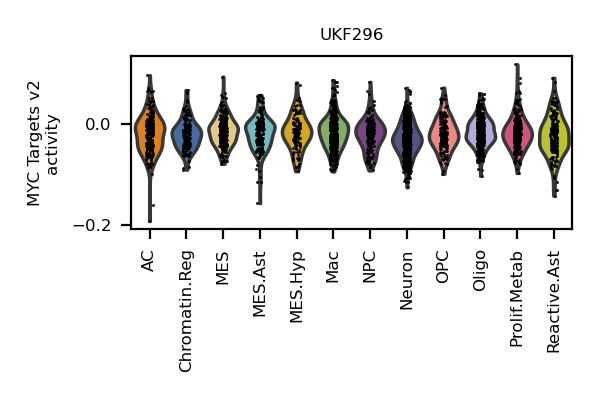 UKF296
MYC Targets v2
activity
0.0
−0.2
AC
Chromatin.Reg
MES
MES.Ast
MES.Hyp
Mac
NPC
Neuron
OPC
Oligo
Prolif.Metab
Reactive.Ast